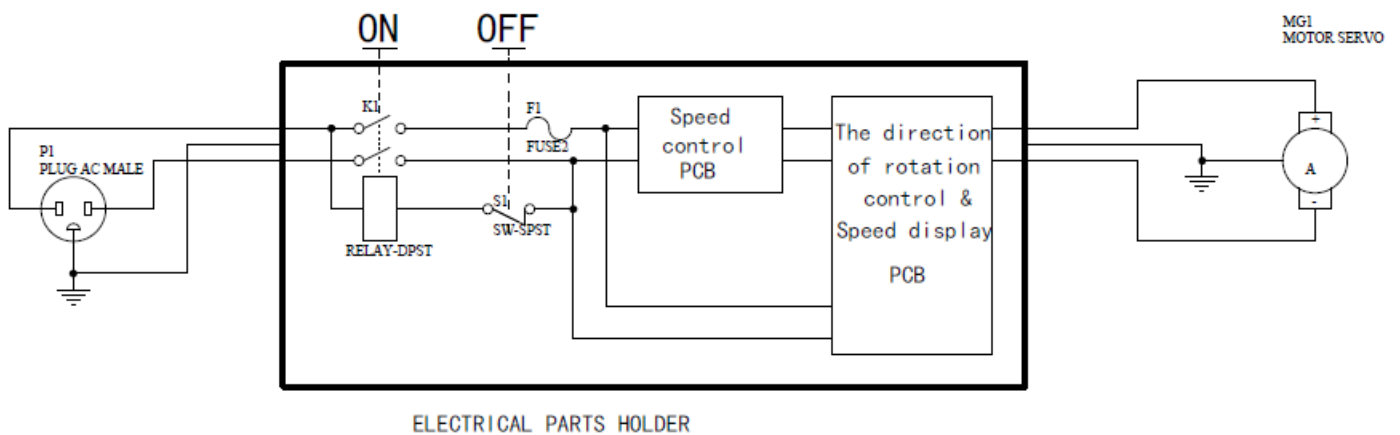 ON
OFF
MG1
MOTOR SERVO
K1
F1
FUSE2
P1
PLUG AC MALE
Speed
control
PCB
The direction
of rotation
control &
Speed display
PCB
+
A
-
S1
SW-SPST
RELAY-DPST
ELECTRICAL PARTS HOLDER